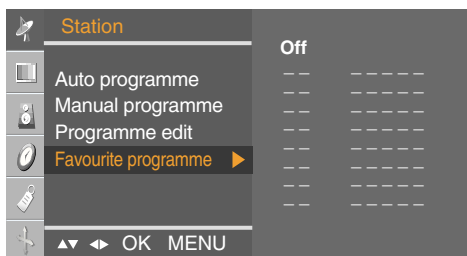 Station
Auto programme
Manual programme
Programme edit
Favourite programme
Off
-- -----
-- -----
-- -----
-- -----
-- -----
-- -----
-- -----
-- -----
OK MENU